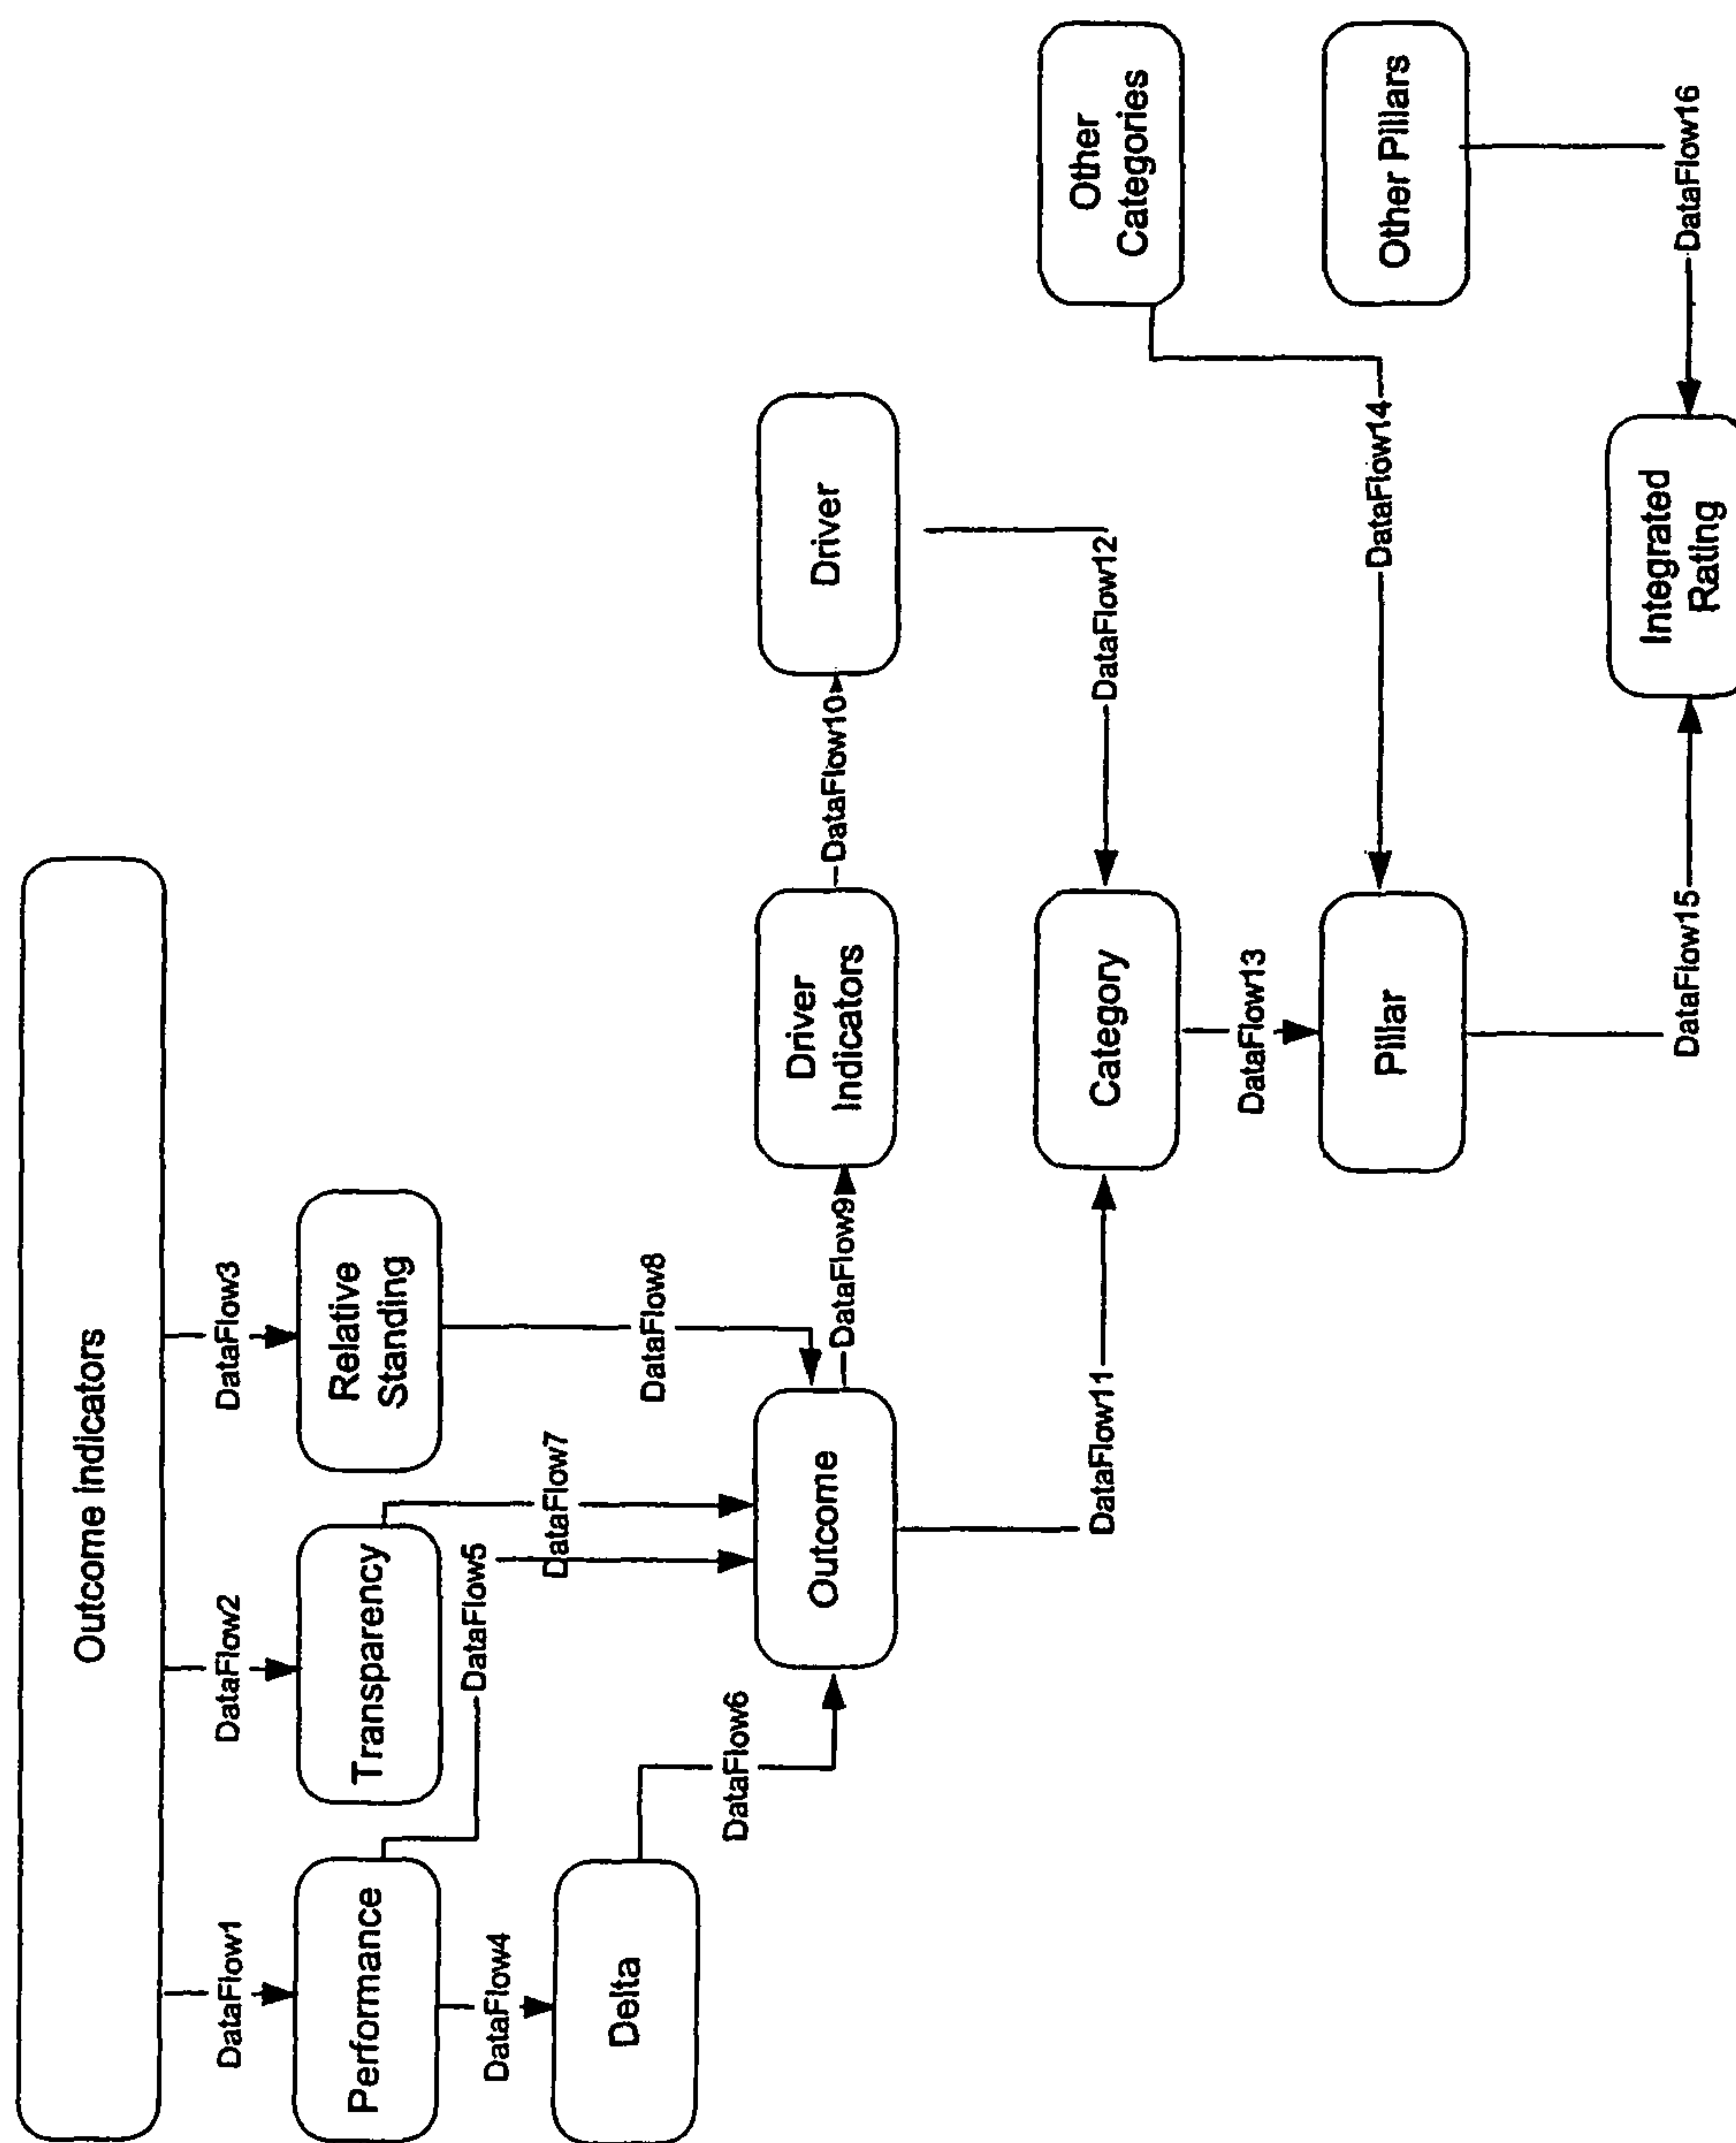 Outcome Indicators
DataFlow1
DataFlow2
DataFlow3
Performance
Transparency
Relative
Standing
DataFlow4
DataFlow5
DataFlow7
DataFlow8
Delta
DataFlow6
Outcome
DataFlow9
Driver
Indicators
DataFlow10
Driver
DataFlow11
DataFlow12
Category
Other
Categories
DataFlow13
DataFlow14
Pillar
Other Pillars
DataFlow15
DataFlow16
Integrated
Rating